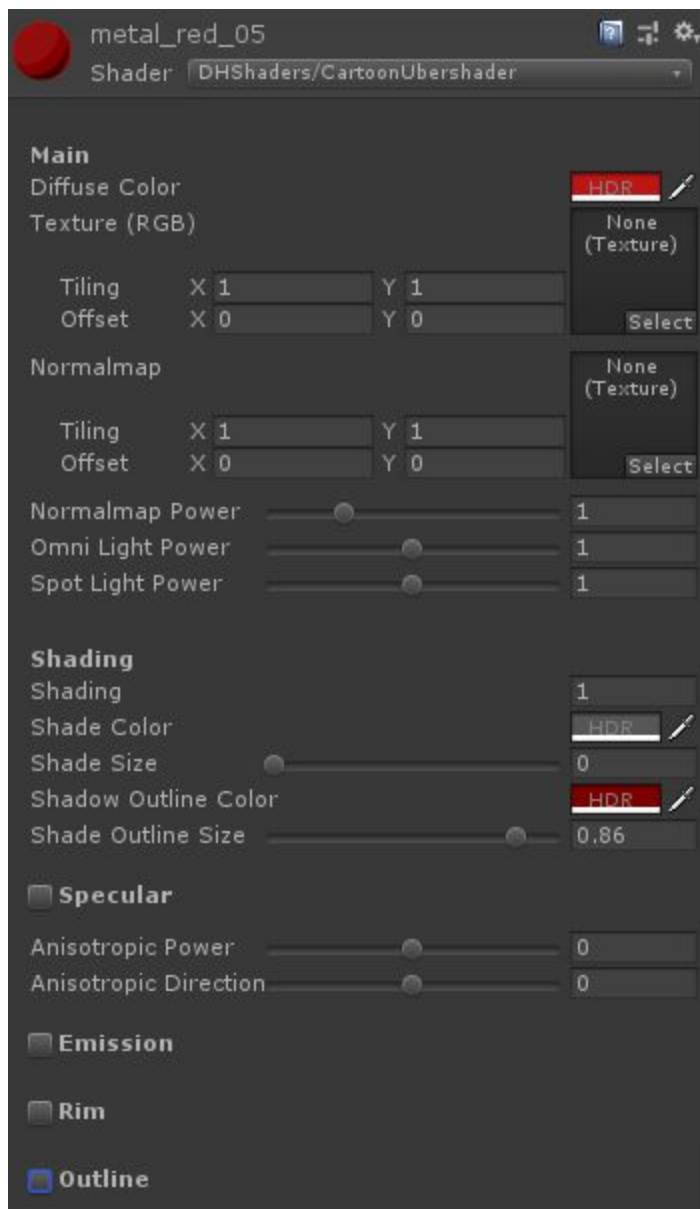 metal_red_05
Shader DHShaders/CartoonUbershader
Main
Diffuse Color HDR
Texture (RGB) None
(Texture)
Tiling X 1 Y 1
Offset X 0 Y 0
Select
Normalmap None
(Texture)
Tiling X 1 Y 1
Offset X 0 Y 0
Select
Normalmap Power 1
Omni Light Power 1
Spot Light Power 1
Shading
Shading 1
Shade Color HDR
Shade Size 0
Shadow Outline Color HDR
Shade Outline Size 0.86
Specular
Anisotropic Power 0
Anisotropic Direction 0
Emission
Rim
Outline